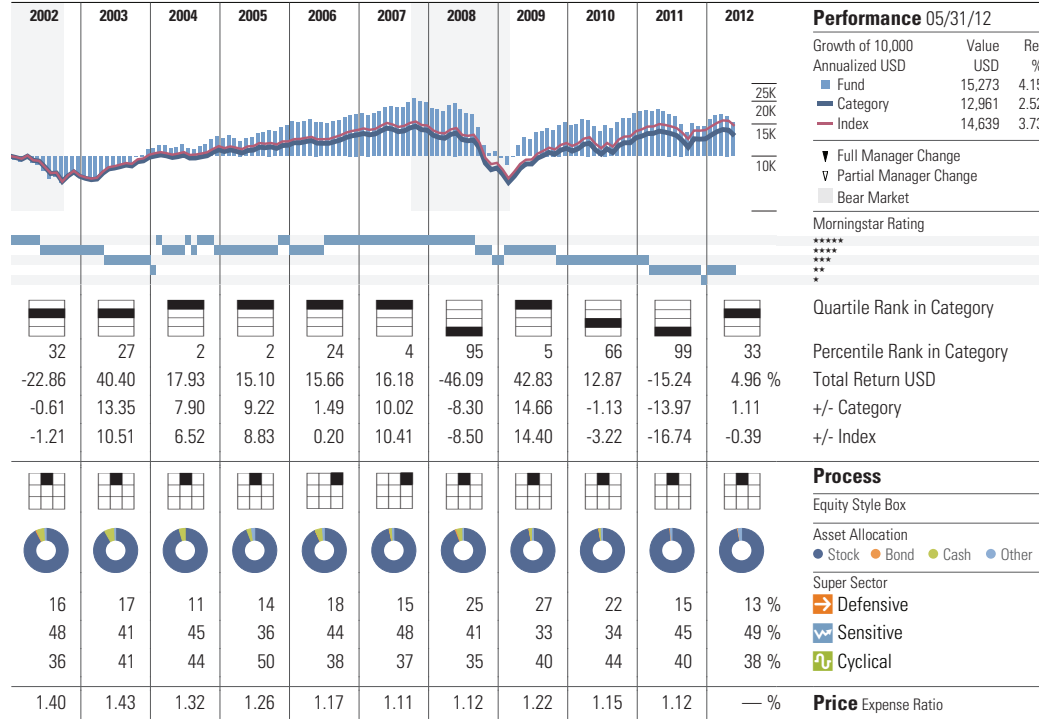 2002 2003 2004 2005 2006 2007 2008 2009 2010 2011 2012
Performance 05/31/12
Growth of 10,000 Value Re
Annualized USD USD %
Fund 15,273 4.15
Category 12,961 2.52
Index 14,639 3.73
25K
20K
15K
10K
Full Manager Change
Partial Manager Change
Bear Market
Morningstar Rating
★★★★★
★★★★
★★★
★★
★
Quartile Rank in Category
32 27 2 2 24 4 95 5 66 99 33 Percentile Rank in Category
-22.86 40.40 17.93 15.10 15.66 16.18 -46.09 42.83 12.87 -15.24 4.96 % Total Return USD
-0.61 13.35 7.90 9.22 1.49 10.02 -8.30 14.66 -1.13 -13.97 1.11 +/- Category
-1.21 10.51 6.52 8.83 0.20 10.41 -8.50 14.40 -3.22 -16.74 -0.39 +/- Index
Process
Equity Style Box
Asset Allocation
Stock Bond Cash Other
Super Sector
16 17 11 14 18 15 25 27 22 15 13 % Defensive
48 41 45 36 44 48 41 33 34 45 49 % Sensitive
36 41 44 50 38 37 35 40 44 40 38 % Cyclical
1.40 1.43 1.32 1.26 1.17 1.11 1.12 1.22 1.15 1.12 — % Price Expense Ratio